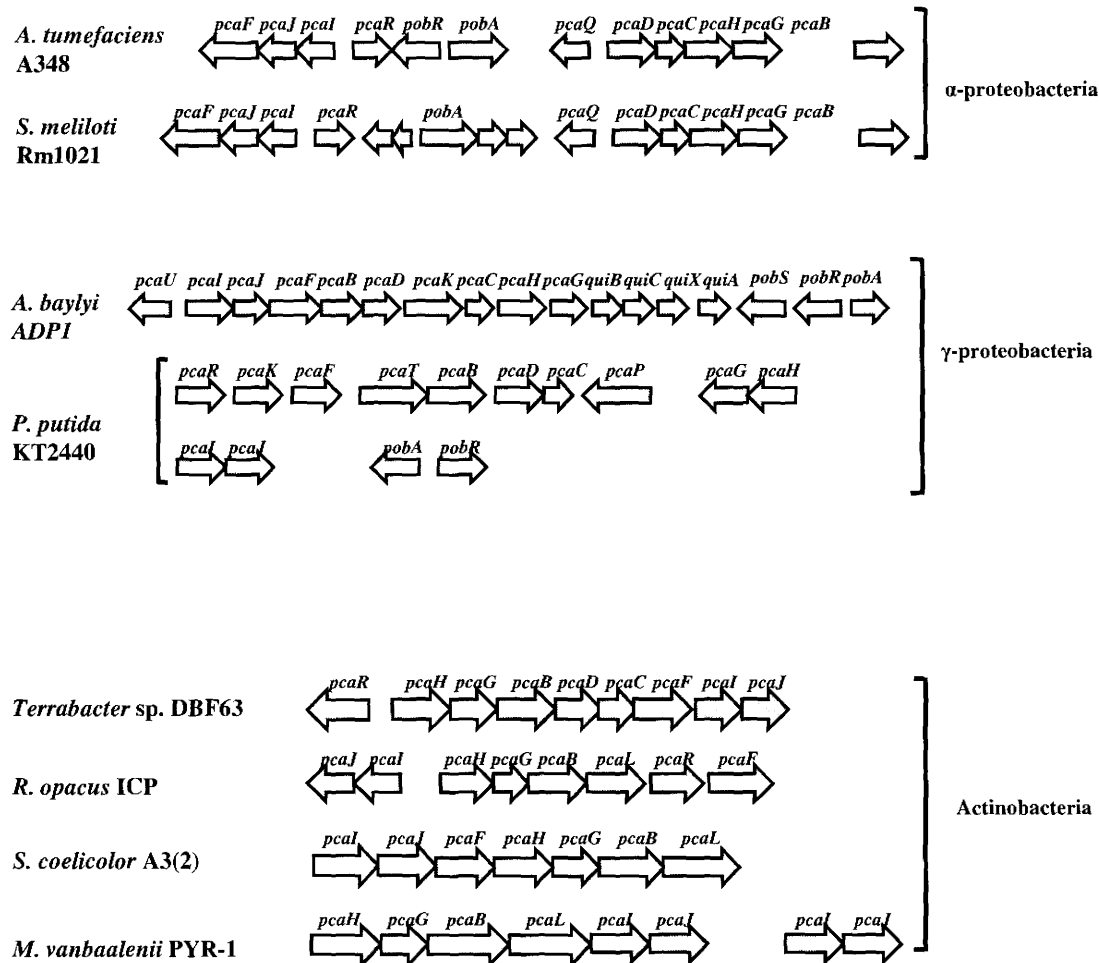 pcaF pcaJ pcaI pcaR pobR pobA pcaQ pcaD pcaC pcaH pcaG pcaB
A. tumefaciens
A348
α-proteobacteria
pcaF pcaJ pcaI pcaR pobA pcaQ pcaD pcaC pcaH pcaG pcaB
S. meliloti
Rm1021
pcaU pcaI pcaJ pcaF pcaB pcaD pcaK pcaC pcaH pcaG quiB quiC quiX quiA pobS pobR pobA
A. baylyi
ADPI
γ-proteobacteria
pcaR pcaK pcaF pcaT pcaB pcaD pcaC pcaP pcaG pcaH
P. putida
KT2440
pcaI pcaJ pobA pobR
pcaR pcaH pcaG pcaB pcaD pcaC pcaF pcaI pcaJ
Terrabacter sp. DBF63
pcaJ pcaI pcaH pcaG pcaB pcaL pcaR pcaF
R. opacus ICP
Actinobacteria
pcaI pcaJ pcaF pcaH pcaG pcaB pcaL
S. coelicolor A3(2)
pcaH pcaG pcaB pcaL pcaI pcaJ pcaI pcaJ
M. vanbaalenii PYR-1